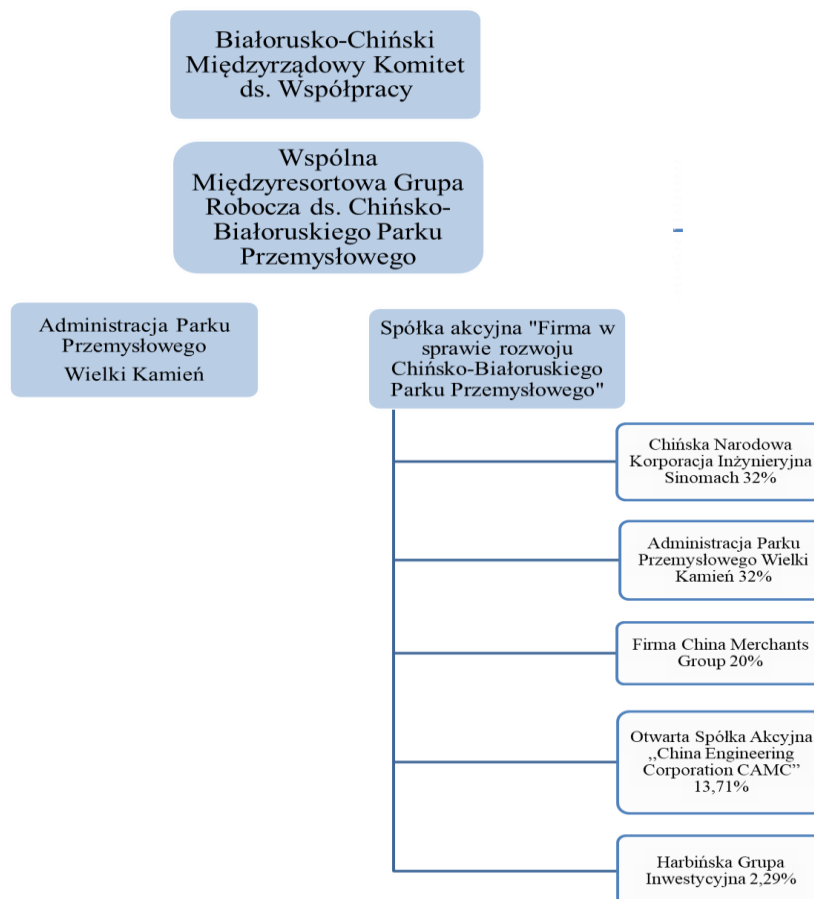 Białorusko-Chiński
Międzyrządowy Komitet
ds. Współpracy
Wspólna
Międzyresortowa Grupa
Robocza ds. Chińsko-
Białoruskiego Parku
Przemysłowego
Administracja Parku
Przemysłowego
Wielki Kamień
Spółka akcyjna "Firma w
sprawie rozwoju
Chińsko-Białoruskiego
Parku Przemysłowego"
Chińska Narodowa
Korporacja Inżynieryjna
Sinomach 32%
Administracja Parku
Przemysłowego Wielki
Kamień 32%
Firma China Merchants
Group 20%
Otwarta Spółka Akcyjna
,,China Engineering
Corporation CAMC”
13,71%
Harbińska Grupa
Inwestycyjna 2,29%